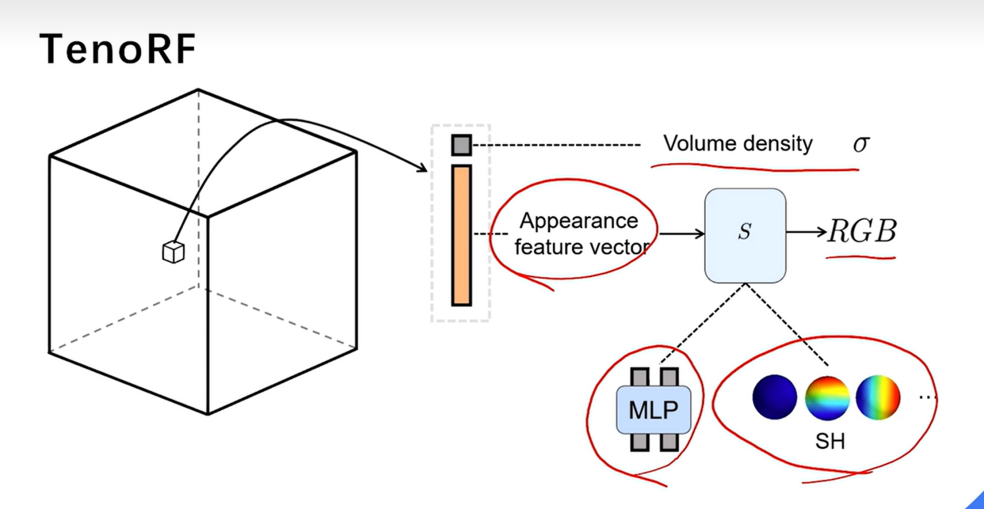 TenoRF
Volume density σ
Appearance
feature vector
S
RGB
MLP
...
SH